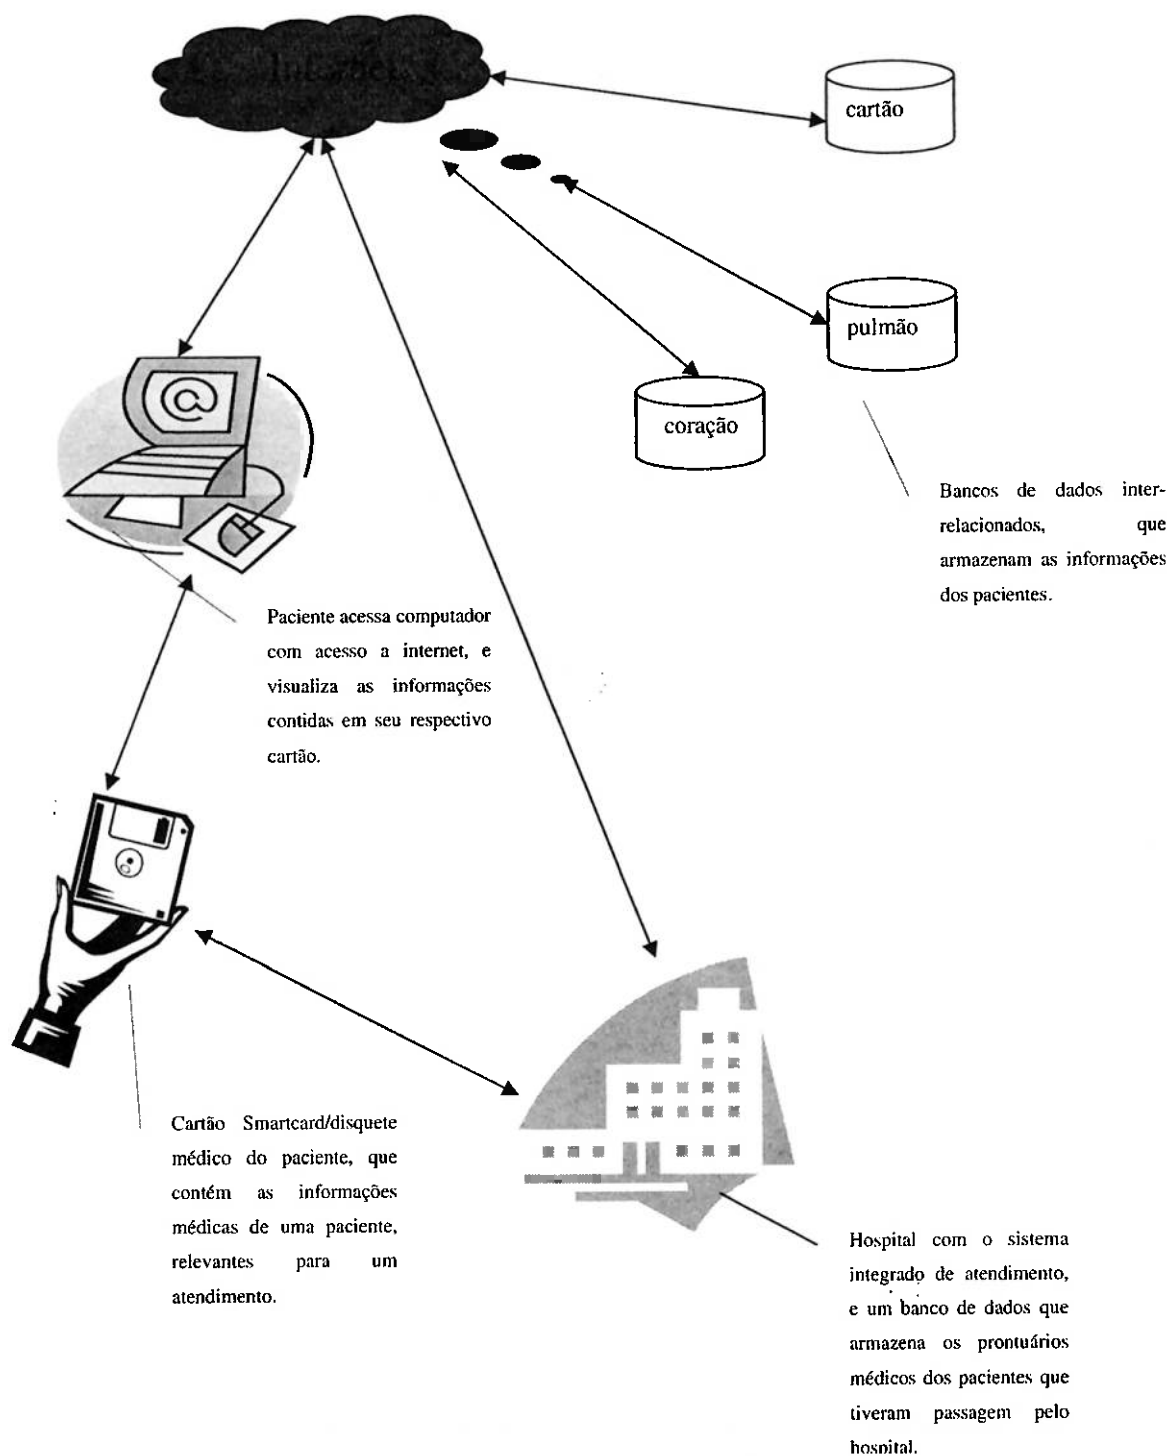 cartão
pulmão
coração
Bancos de dados inter-
relacionados, que
armazenam as informações
dos pacientes.
Paciente acessa computador
com acesso a internet, e
visualiza as informações
contidas em seu respectivo
cartão.
@
Cartão Smartcard/disquete
médico do paciente, que
contém as informações
médicas de uma paciente,
relevantes para um
atendimento.
Hospital com o sistema
integrado de atendimento,
e um banco de dados que
armazena os prontuários
médicos dos pacientes que
tiveram passagem pelo
hospital.